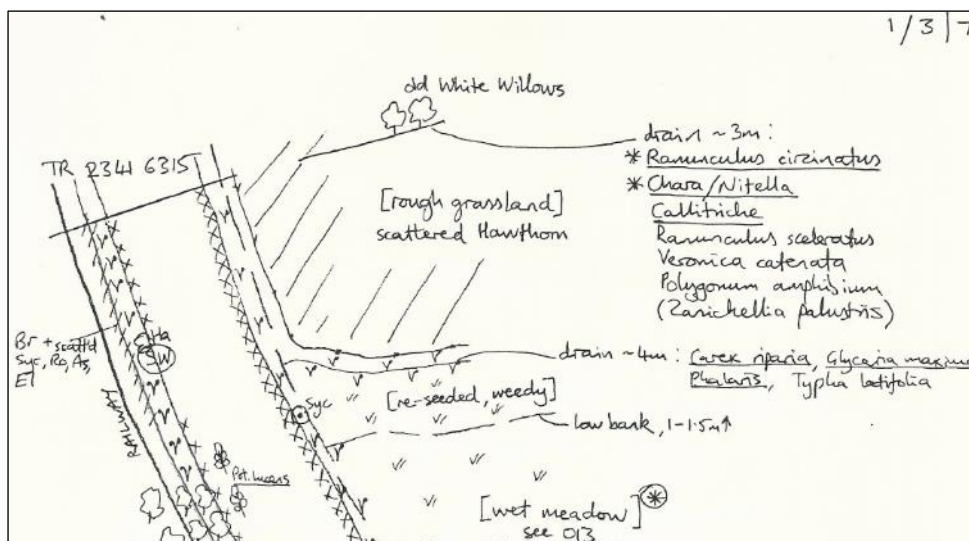 1/3/7
old White Willows
TR 2341 6315
drain ~3m:
* Ranunculus circinatus
* Chara/Nitella
Callitriche
Ranunculus sceleratus
Veronica catenata
Polygonum amphibium
(Zanichellia palustris)
[rough grassland]
scattered Hawthorn
Br + scattd
Syc, Ro, As,
El
RAILWAY
Ha
SW
drain ~4m: Carex riparia, Glyceria maxima
Phalaris, Typha latifolia
[re-seeded, weedy]
Syc
low bank, 1-1.5m↑
Pot. lucens
[wet meadow] *
see 013